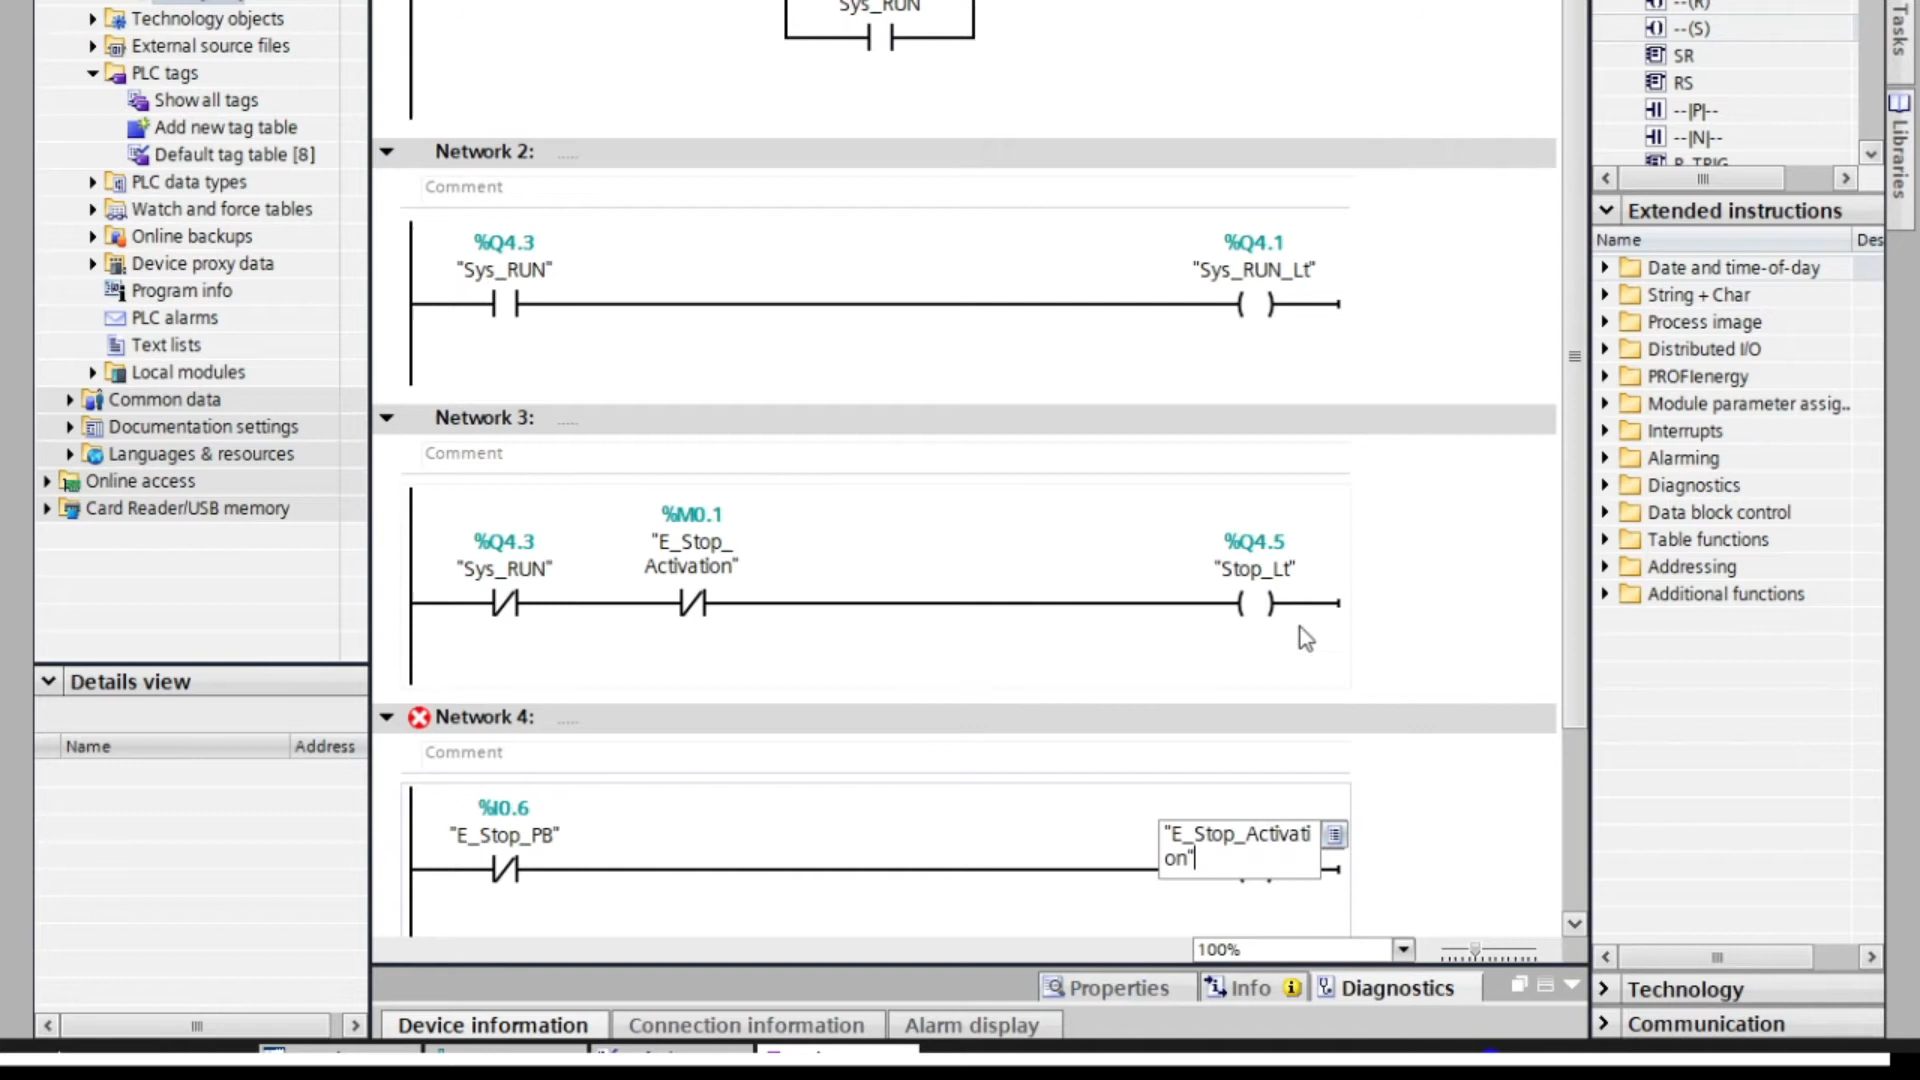 Technology objects
External source files
PLC tags
Show all tags
Add new tag table
Default tag table [8]
PLC data types
Watch and force tables
Online backups
Device proxy data
Program info
PLC alarms
Text lists
Local modules
Common data
Documentation settings
Languages & resources
Online access
Card Reader/USB memory
Details view
Name Address
Sys_RUN
Network 2: .....
Comment
%Q4.3
"Sys_RUN"
%Q4.1
"Sys_RUN_Lt"
Network 3: .....
Comment
%Q4.3
"Sys_RUN"
%M0.1
"E_Stop_
Activation"
%Q4.5
"Stop_Lt"
Network 4: .....
Comment
%I0.6
"E_Stop_PB"
"E_Stop_Activati
on"
100%
Properties Info Diagnostics
Device information Connection information Alarm display
--(R)
--(S)
SR
RS
--|P|--
--|N|--
P_TRIG
Extended instructions
Name Des
Date and time-of-day
String + Char
Process image
Distributed I/O
PROFIenergy
Module parameter assig..
Interrupts
Alarming
Diagnostics
Data block control
Table functions
Addressing
Additional functions
Technology
Communication
Tasks
Libraries